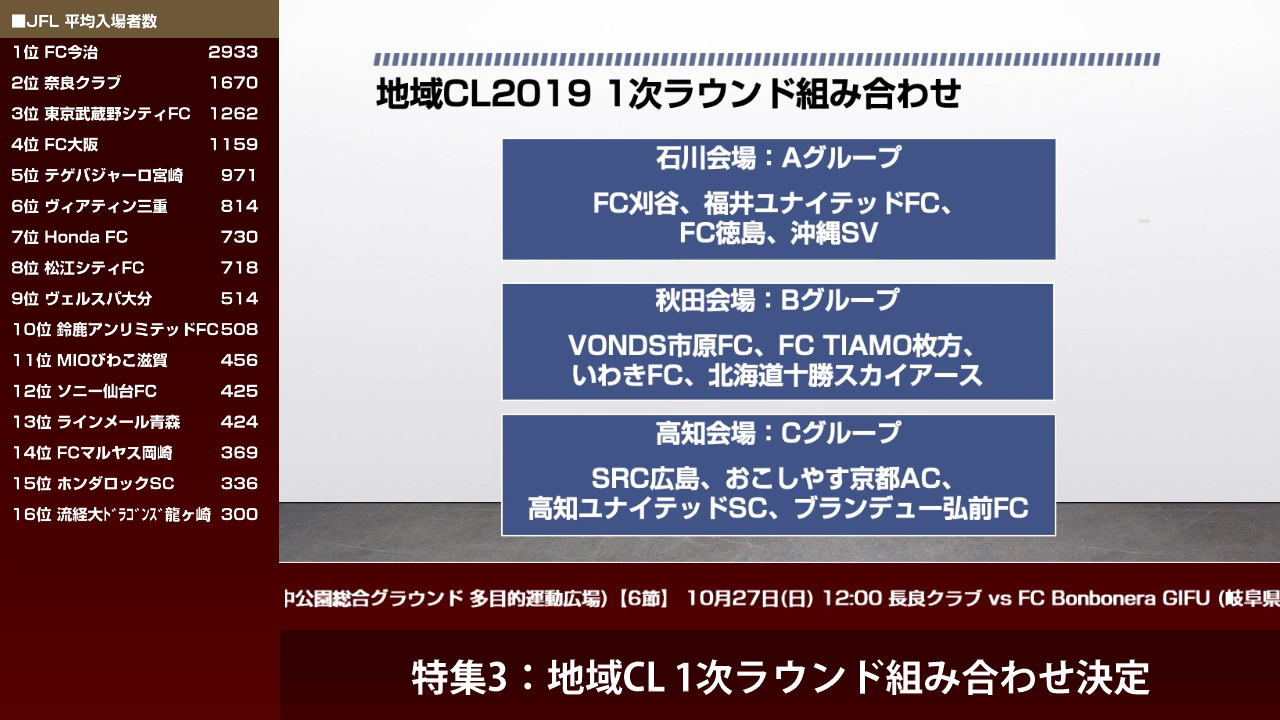 ■JFL 平均入場者数
1位 FC今治 2933
2位 奈良クラブ 1670
3位 東京武蔵野シティFC 1262
4位 FC大阪 1159
5位 テゲバジャーロ宮崎 971
6位 ヴィアティン三重 814
7位 Honda FC 730
8位 松江シティFC 718
9位 ヴェルスパ大分 514
10位 鈴鹿アンリミテッドFC 508
11位 MIOびわこ滋賀 456
12位 ソニー仙台FC 425
13位 ラインメール青森 424
14位 FCマルヤス岡崎 369
15位 ホンダロックSC 336
16位 流経大ﾄﾞﾗｺﾞﾝｽﾞ龍ヶ崎 300
地域CL2019 1次ラウンド組み合わせ
石川会場：Aグループ
FC刈谷、福井ユナイテッドFC、
FC徳島、沖縄SV
秋田会場：Bグループ
VONDS市原FC、FC TIAMO枚方、
いわきFC、北海道十勝スカイアース
高知会場：Cグループ
SRC広島、おこしやす京都AC、
高知ユナイテッドSC、ブランデュー弘前FC
中公園総合グラウンド 多目的運動広場)【6節】 10月27日(日) 12:00 長良クラブ vs FC Bonbonera GIFU (岐阜県
特集3：地域CL 1次ラウンド組み合わせ決定